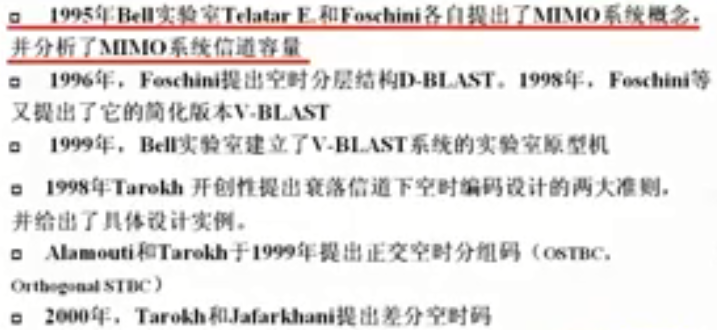 1995年Bell实验室Telatar E.和Foschini各自提出了MIMO系统概念，
并分析了MIMO系统信道容量
1996年，Foschini提出空时分层结构D-BLAST。1998年，Foschini等
又提出了它的简化版本V-BLAST
1999年，Bell实验室建立了V-BLAST系统的实验室原型机
1998年Tarokh 开创性提出衰落信道下空时编码设计的两大准则，
并给出了具体设计实例。
Alamouti和Tarokh于1999年提出正交空时分组码（OSTBC，
Orthogonal STBC）
2000年，Tarokh和Jafarkhani提出差分空时码